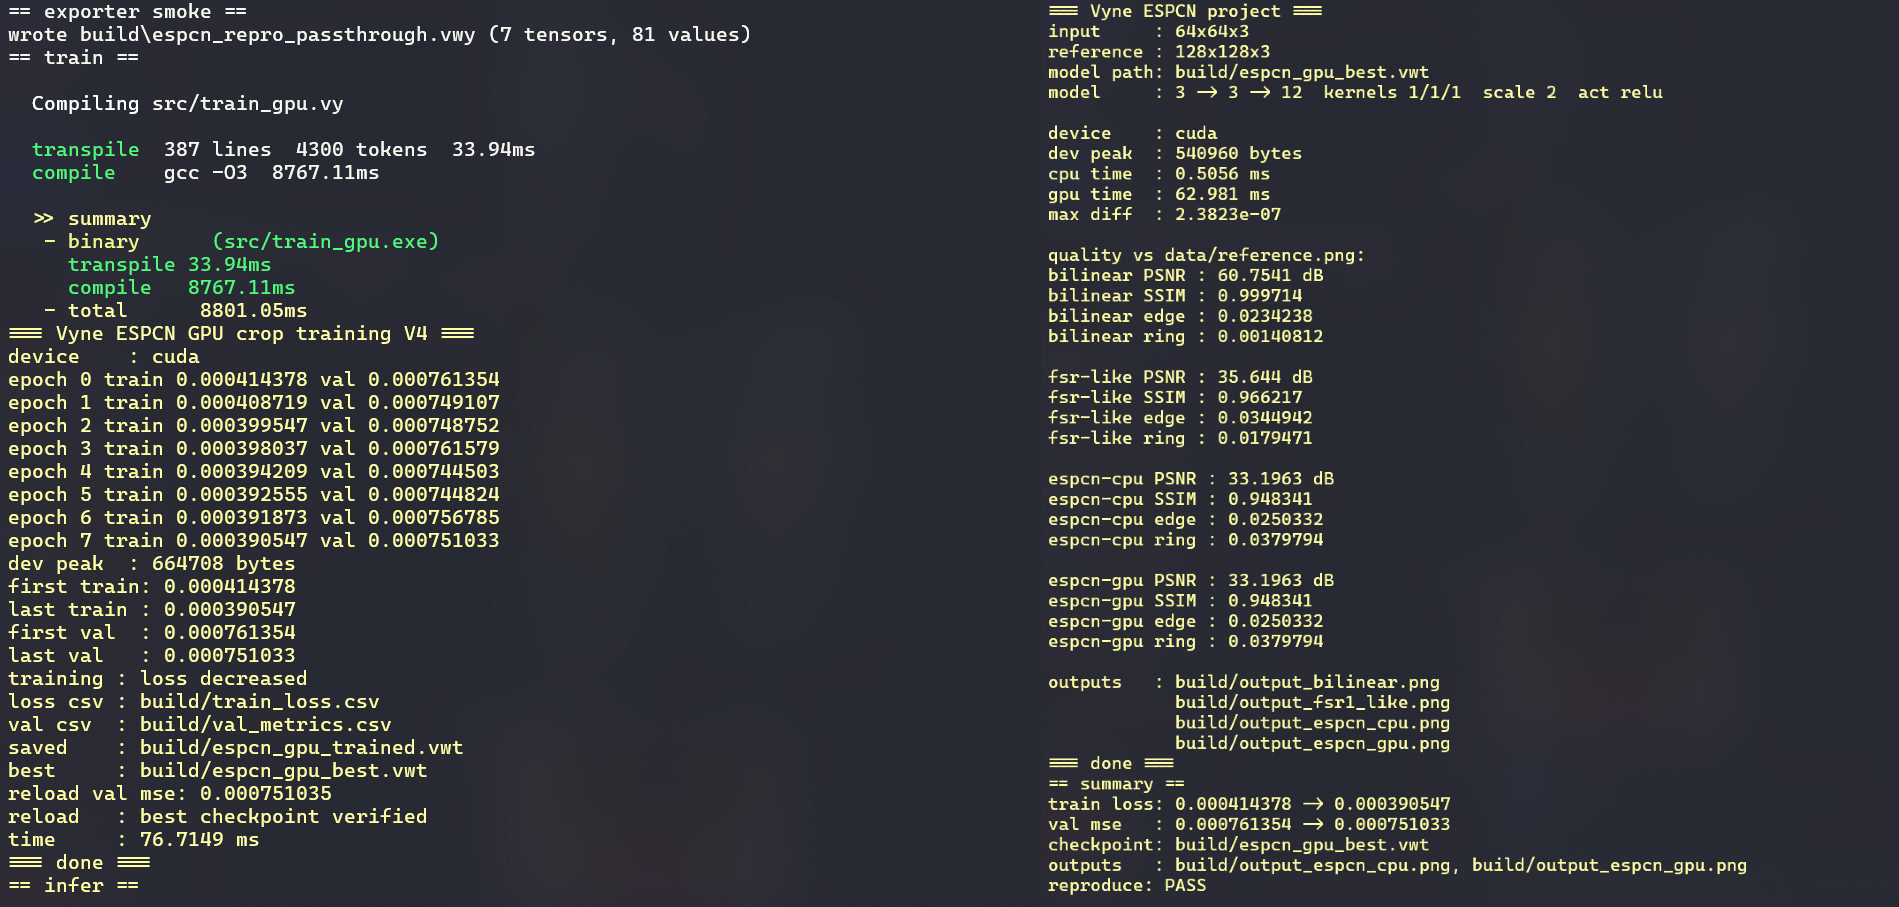 == exporter smoke ==
wrote build\espcn_repro_passthrough.vwy (7 tensors, 81 values)
== train ==
Compiling src/train_gpu.vy
transpile  387 lines  4300 tokens  33.94ms
compile    gcc -O3  8767.11ms
>> summary
- binary      (src/train_gpu.exe)
transpile 33.94ms
compile   8767.11ms
- total      8801.05ms
=== Vyne ESPCN GPU crop training V4 ===
device    : cuda
epoch 0 train 0.000414378 val 0.000761354
epoch 1 train 0.000408719 val 0.000749107
epoch 2 train 0.000399547 val 0.000748752
epoch 3 train 0.000398037 val 0.000761579
epoch 4 train 0.000394209 val 0.000744503
epoch 5 train 0.000392555 val 0.000744824
epoch 6 train 0.000391873 val 0.000756785
epoch 7 train 0.000390547 val 0.000751033
dev peak  : 664708 bytes
first train: 0.000414378
last train : 0.000390547
first val  : 0.000761354
last val   : 0.000751033
training : loss decreased
loss csv : build/train_loss.csv
val csv  : build/val_metrics.csv
saved    : build/espcn_gpu_trained.vwt
best     : build/espcn_gpu_best.vwt
reload val mse: 0.000751035
reload   : best checkpoint verified
time     : 76.7149 ms
=== done ===
== infer ==
=== Vyne ESPCN project ===
input     : 64x64x3
reference : 128x128x3
model path: build/espcn_gpu_best.vwt
model     : 3 -> 3 -> 12  kernels 1/1/1  scale 2  act relu
device    : cuda
dev peak  : 540960 bytes
cpu time  : 0.5056 ms
gpu time  : 62.981 ms
max diff  : 2.3823e-07
quality vs data/reference.png:
bilinear PSNR : 60.7541 dB
bilinear SSIM : 0.999714
bilinear edge : 0.0234238
bilinear ring : 0.00140812
fsr-like PSNR : 35.644 dB
fsr-like SSIM : 0.966217
fsr-like edge : 0.0344942
fsr-like ring : 0.0179471
espcn-cpu PSNR : 33.1963 dB
espcn-cpu SSIM : 0.948341
espcn-cpu edge : 0.0250332
espcn-cpu ring : 0.0379794
espcn-gpu PSNR : 33.1963 dB
espcn-gpu SSIM : 0.948341
espcn-gpu edge : 0.0250332
espcn-gpu ring : 0.0379794
outputs   : build/output_bilinear.png
build/output_fsr1_like.png
build/output_espcn_cpu.png
build/output_espcn_gpu.png
=== done ===
== summary ==
train loss: 0.000414378 -> 0.000390547
val mse   : 0.000761354 -> 0.000751033
checkpoint: build/espcn_gpu_best.vwt
outputs   : build/output_espcn_cpu.png, build/output_espcn_gpu.png
reproduce: PASS